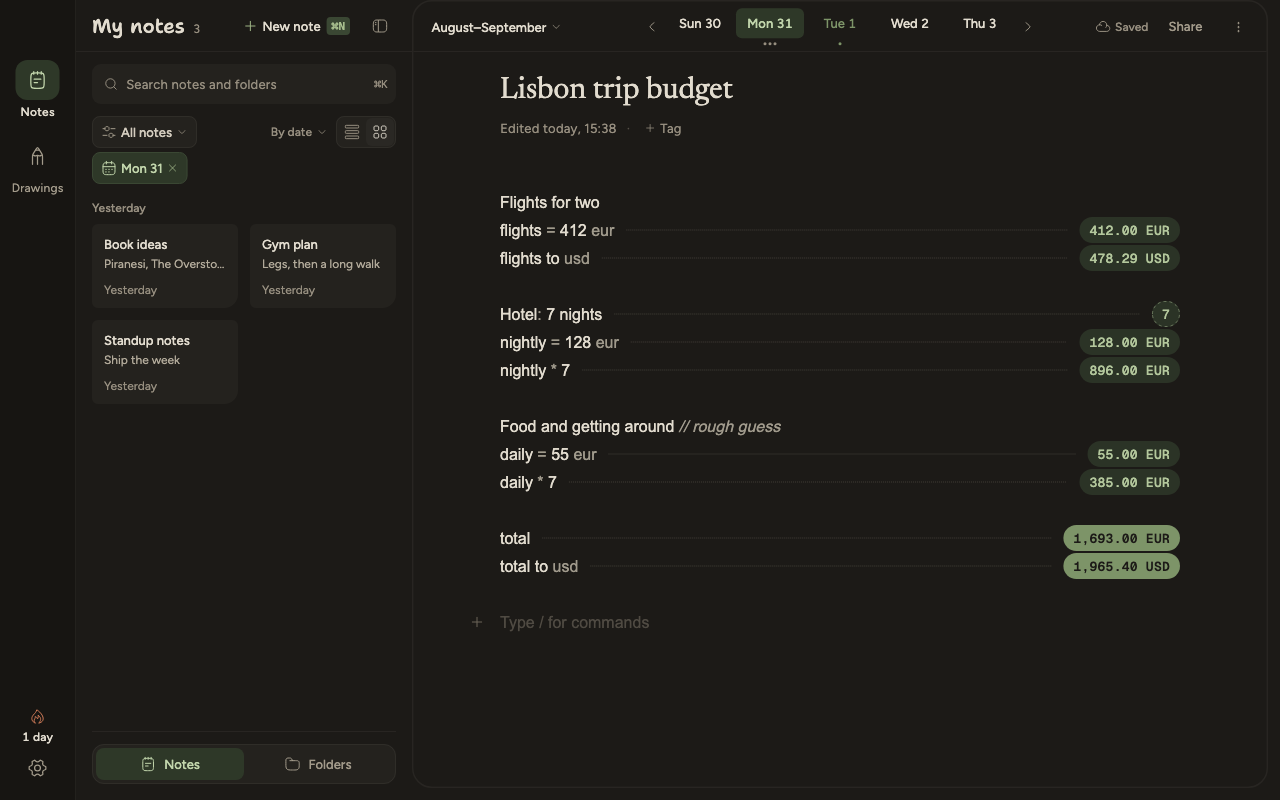 My notes 3
New note ⌘N
Notes
Drawings
Search notes and folders ⌘K
All notes
By date
Mon 31
Yesterday
Book ideas
Piranesi, The Oversto...
Yesterday
Gym plan
Legs, then a long walk
Yesterday
Standup notes
Ship the week
Yesterday
1 day
Notes
Folders
August–September
Sun 30
Mon 31
Tue 1
Wed 2
Thu 3
Saved
Share
Lisbon trip budget
Edited today, 15:38 · + Tag
Flights for two
flights = 412 eur 412.00 EUR
flights to usd 478.29 USD
Hotel: 7 nights 7
nightly = 128 eur 128.00 EUR
nightly * 7 896.00 EUR
Food and getting around // rough guess
daily = 55 eur 55.00 EUR
daily * 7 385.00 EUR
total 1,693.00 EUR
total to usd 1,965.40 USD
Type / for commands